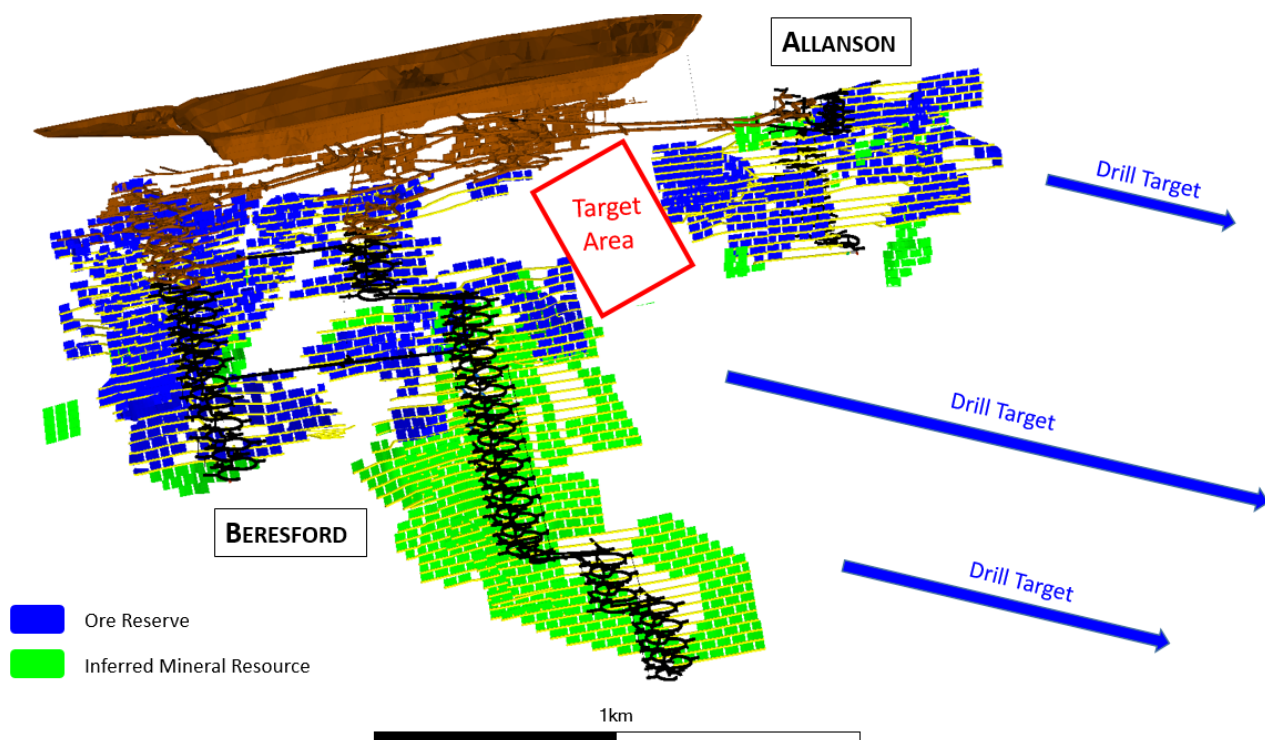 ALLANSON
Drill Target
Target
Area
Drill Target
BERESFORD
Drill Target
Ore Reserve
Inferred Mineral Resource
1km